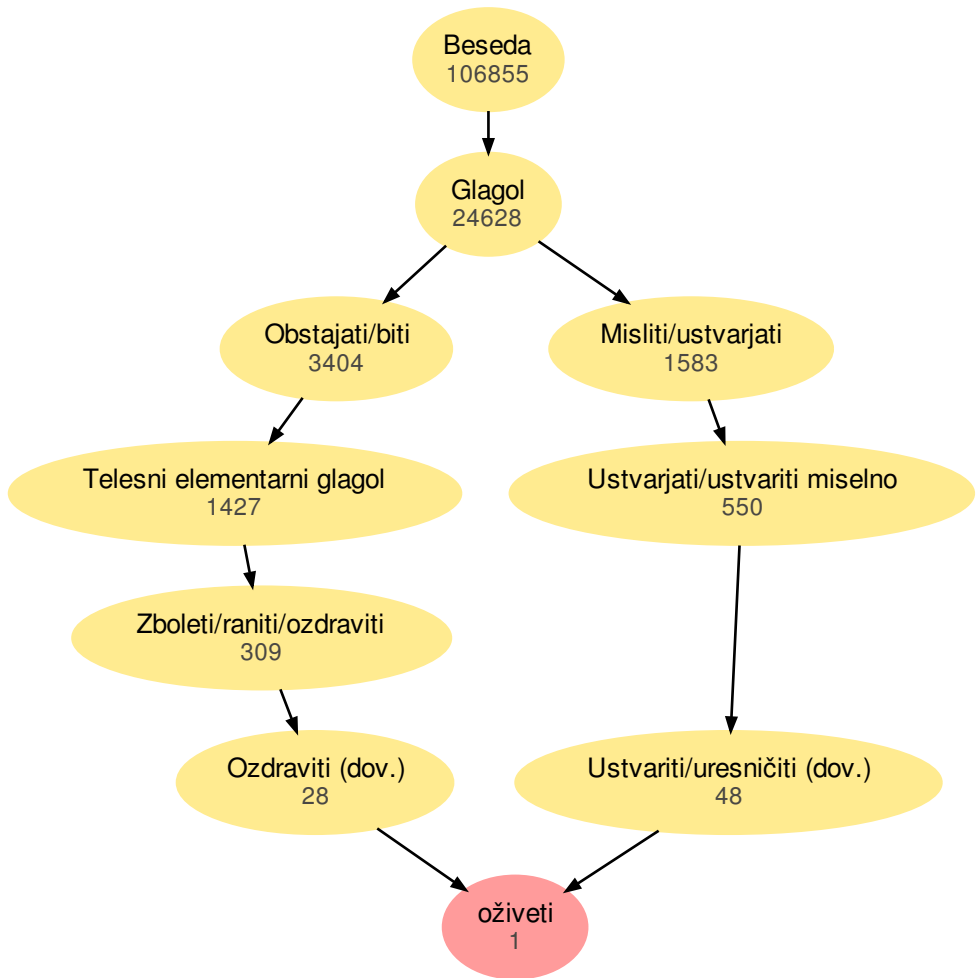 Beseda
106855
Glagol
24628
Obstajati/biti
3404
Misliti/ustvarjati
1583
Telesni elementarni glagol
1427
Ustvarjati/ustvariti miselno
550
Zboleti/raniti/ozdraviti
309
Ozdraviti (dov.)
28
Ustvariti/uresničiti (dov.)
48
oživeti
1